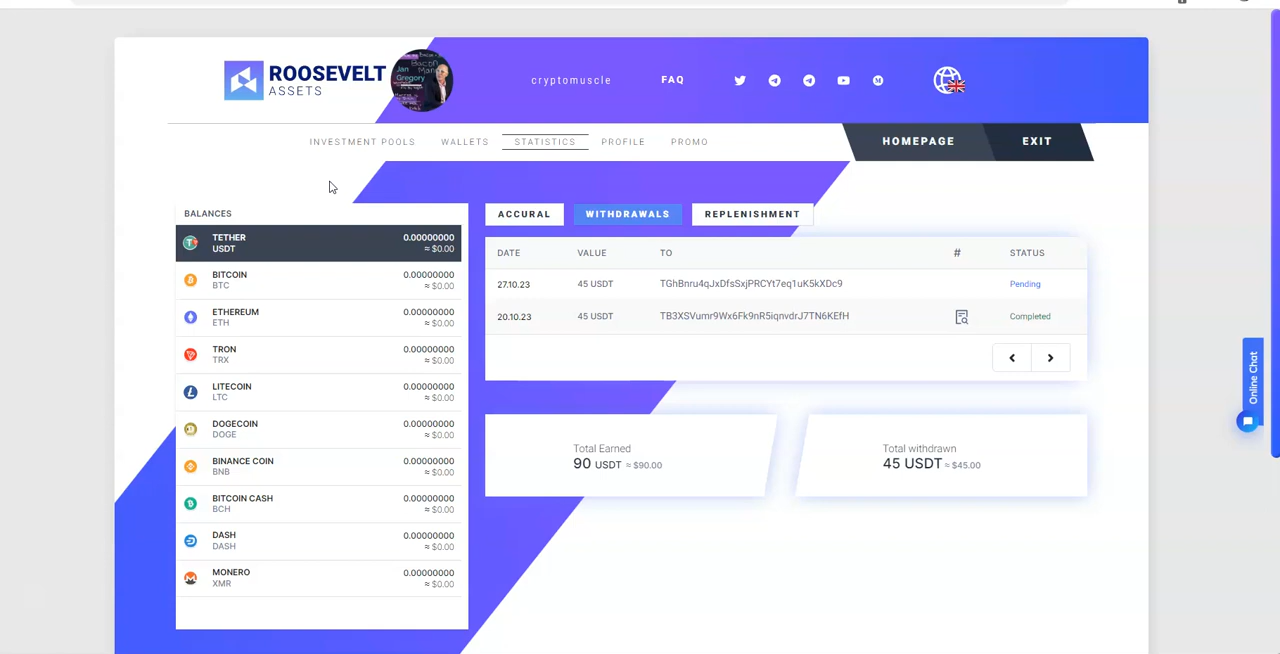 ROOSEVELT
ASSETS
Jan
Gregory
cryptomuscle
FAQ
INVESTMENT POOLS
WALLETS
STATISTICS
PROFILE
PROMO
HOMEPAGE
EXIT
BALANCES
TETHER 0.00000000
USDT ≈ $0.00
BITCOIN 0.00000000
BTC ≈ $0.00
ETHEREUM 0.00000000
ETH ≈ $0.00
TRON 0.00000000
TRX ≈ $0.00
LITECOIN 0.00000000
LTC ≈ $0.00
DOGECOIN 0.00000000
DOGE ≈ $0.00
BINANCE COIN 0.00000000
BNB ≈ $0.00
BITCOIN CASH 0.00000000
BCH ≈ $0.00
DASH 0.00000000
DASH ≈ $0.00
MONERO 0.00000000
XMR ≈ $0.00
ACCURAL
WITHDRAWALS
REPLENISHMENT
DATE VALUE TO # STATUS
27.10.23 45 USDT TGhBnru4qJxDfsSxjPRCYt7eq1uK5kXDc9 Pending
20.10.23 45 USDT TB3XSVumr9Wx6Fk9nR5iqnvdrJ7TN6KEfH Completed
Total Earned
90 USDT ≈ $90.00
Total withdrawn
45 USDT ≈ $45.00
Online Chat